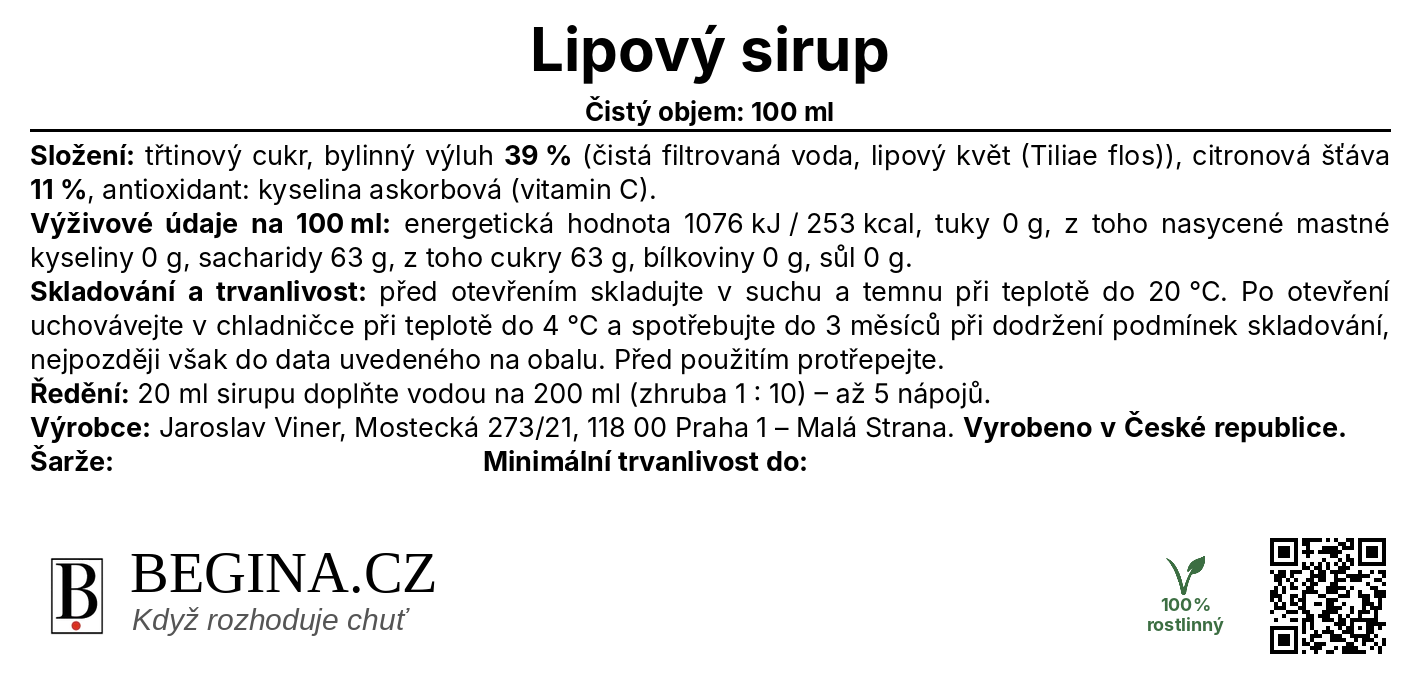 Lipový sirup
Čistý objem: 100 ml
Složení: třtinový cukr, bylinný výluh 39 % (čistá filtrovaná voda, lipový květ (Tiliae flos)), citronová šťáva
11 %, antioxidant: kyselina askorbová (vitamin C).
Výživové údaje na 100 ml: energetická hodnota 1076 kJ / 253 kcal, tuky 0 g, z toho nasycené mastné
kyseliny 0 g, sacharidy 63 g, z toho cukry 63 g, bílkoviny 0 g, sůl 0 g.
Skladování a trvanlivost: před otevřením skladujte v suchu a temnu při teplotě do 20 °C. Po otevření
uchovávejte v chladničce při teplotě do 4 °C a spotřebujte do 3 měsíců při dodržení podmínek skladování,
nejpozději však do data uvedeného na obalu. Před použitím protřepejte.
Ředění: 20 ml sirupu doplňte vodou na 200 ml (zhruba 1 : 10) – až 5 nápojů.
Výrobce: Jaroslav Viner, Mostecká 273/21, 118 00 Praha 1 – Malá Strana. Vyrobeno v České republice.
Šarže: Minimální trvanlivost do:
B BEGINA.CZ
Když rozhoduje chuť
100%
rostlinný